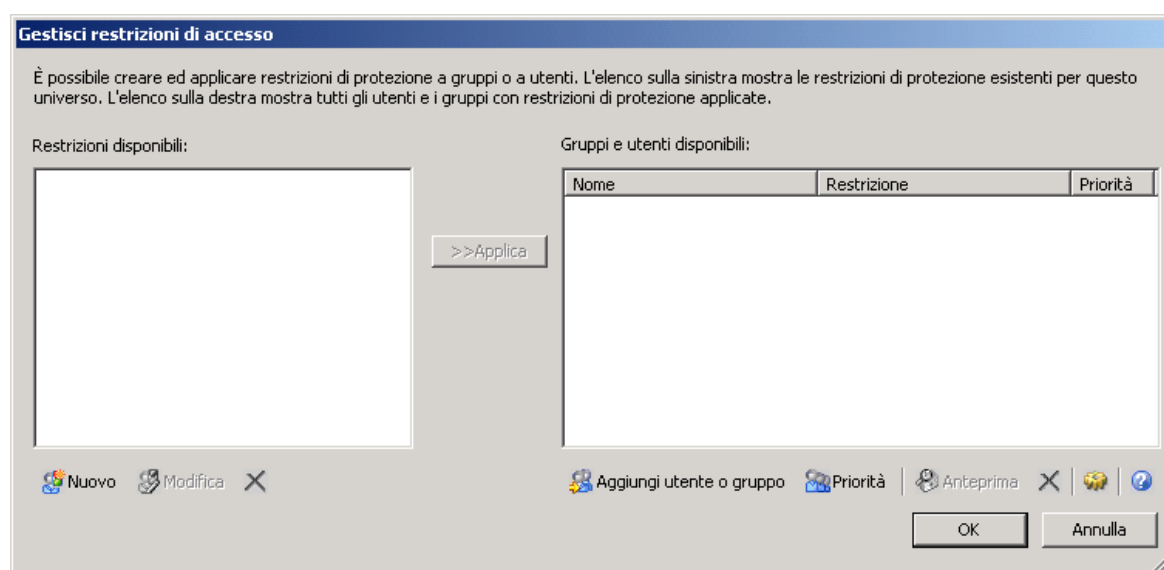 Gestisci restrizioni di accesso
È possibile creare ed applicare restrizioni di protezione a gruppi o a utenti. L'elenco sulla sinistra mostra le restrizioni di protezione esistenti per questo
universo. L'elenco sulla destra mostra tutti gli utenti e i gruppi con restrizioni di protezione applicate.
Restrizioni disponibili:
Gruppi e utenti disponibili:
Nome Restrizione Priorità
>>Applica
Nuovo Modifica
Aggiungi utente o gruppo Priorità Anteprima
OK Annulla